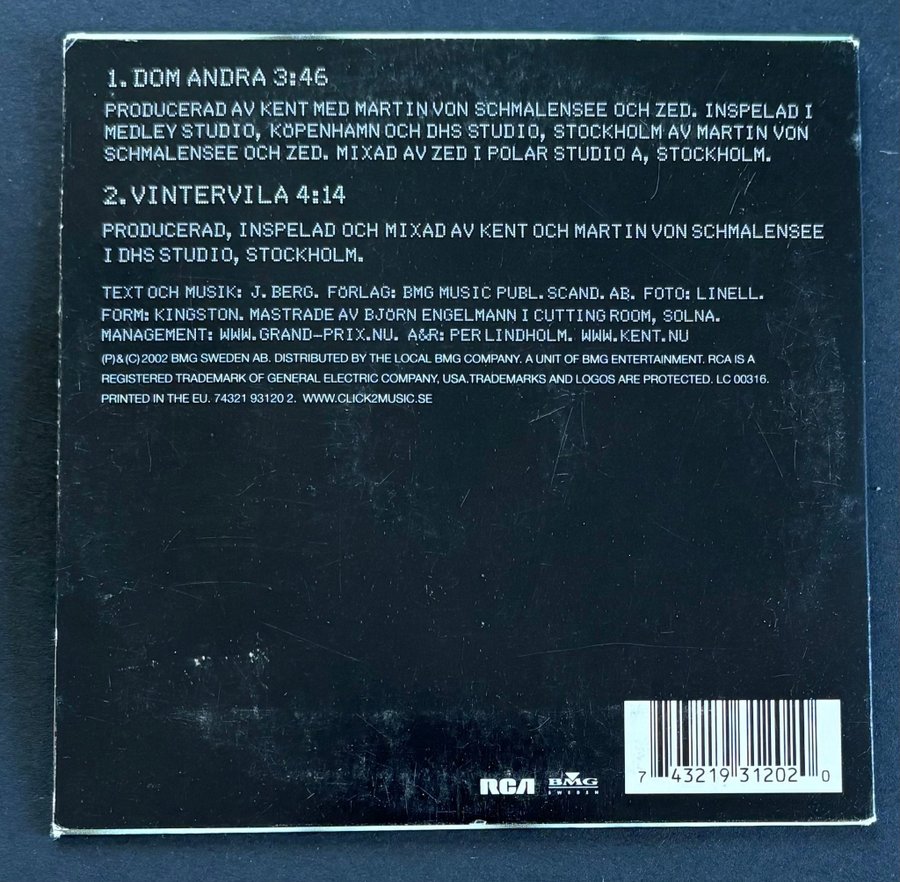 1. DOM ANDRA 3:46
PRODUCERAD AV KENT MED MARTIN VON SCHMALENSEE OCH ZED. INSPELAD I
MEDLEY STUDIO, KÖPENHAMN OCH DHS STUDIO, STOCKHOLM AV MARTIN VON
SCHMALENSEE OCH ZED. MIXAD AV ZED I POLAR STUDIO A, STOCKHOLM.
2. VINTERVILA 4:14
PRODUCERAD, INSPELAD OCH MIXAD AV KENT OCH MARTIN VON SCHMALENSEE
I DHS STUDIO, STOCKHOLM.
TEXT OCH MUSIK: J. BERG. FÖRLAG: BMG MUSIC PUBL. SCAND. AB. FOTO: LINELL.
FORM: KINGSTON. MASTRADE AV BJÖRN ENGELMANN I CUTTING ROOM, SOLNA.
MANAGEMENT: WWW.GRAND-PRIX.NU. A&R: PER LINDHOLM. WWW.KENT.NU
(P) & (C) 2002 BMG SWEDEN AB. DISTRIBUTED BY THE LOCAL BMG COMPANY. A UNIT OF BMG ENTERTAINMENT. RCA IS A
REGISTERED TRADEMARK OF GENERAL ELECTRIC COMPANY, USA.TRADEMARKS AND LOGOS ARE PROTECTED. LC 00316.
PRINTED IN THE EU. 74321 93120 2. WWW.CLICK2MUSIC.SE
RCA
BMG
SWEDEN
7 43219 31202 0